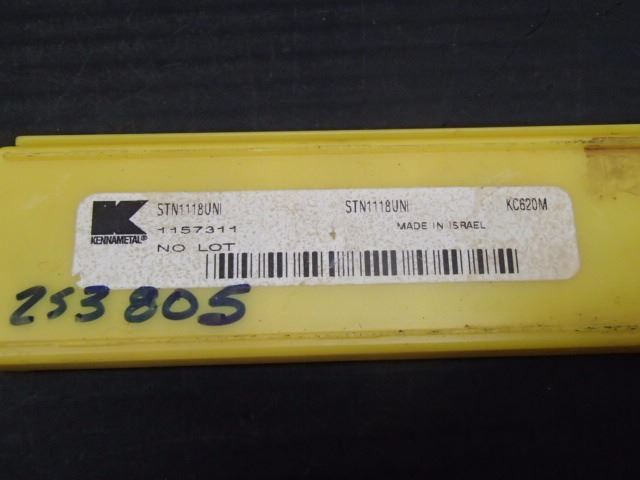 STN1118UNI STN1118UNI KC620M
1157311 MADE IN ISRAEL
KENNAMETAL®
NO LOT
253805